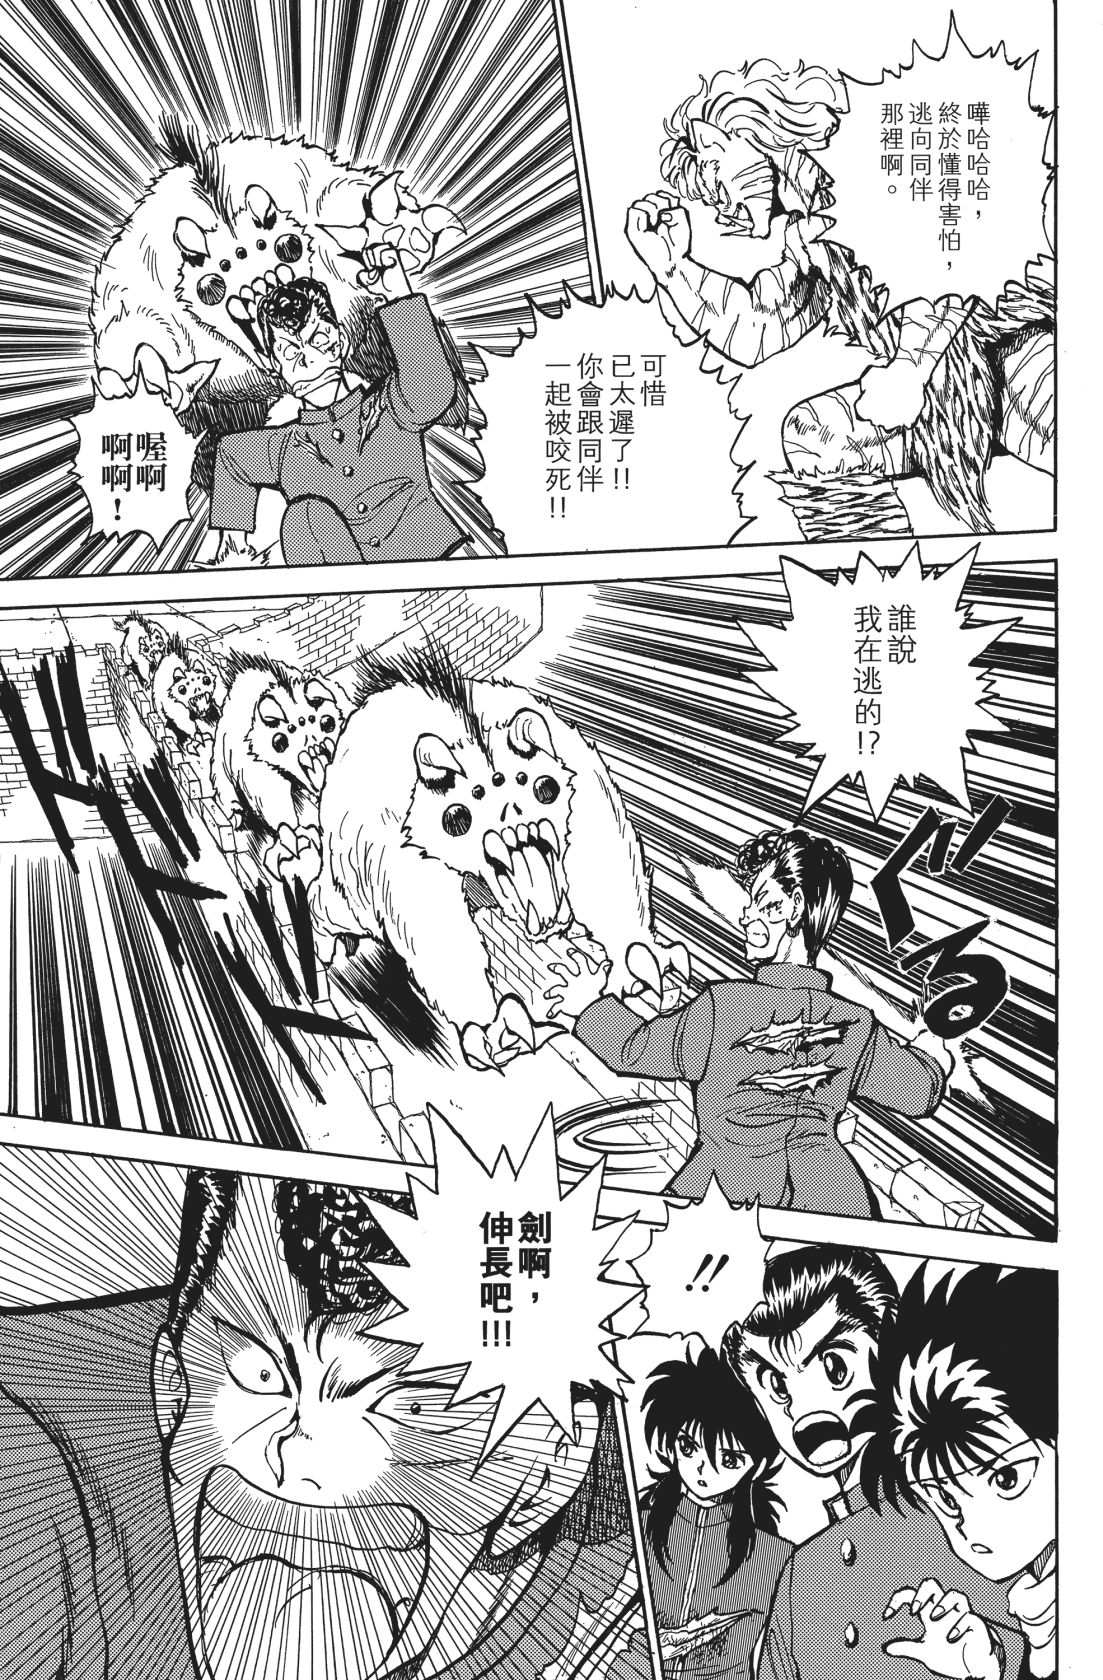 嘩哈哈哈，
終於懂得害怕，
逃向同伴
那裡啊。
可惜
已太遲了!!
你會跟同伴
一起被咬死!!
喔啊
啊啊！
誰說
我在逃的!?
ぐる
!!
劍啊，
伸長吧!!!